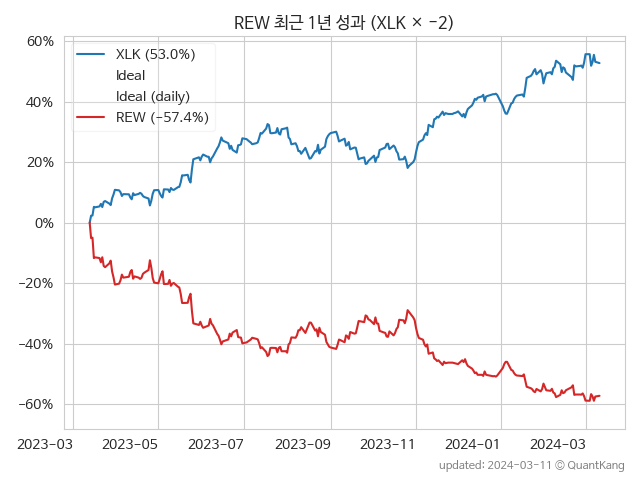 REW 최근 1년 성과 (XLK × −2)
XLK (53.0%)
Ideal
Ideal (daily)
REW (−57.4%)
60%
40%
20%
0%
−20%
−40%
−60%
2023-03 2023-05 2023-07 2023-09 2023-11 2024-01 2024-03
updated: 2024-03-11 © QuantKang